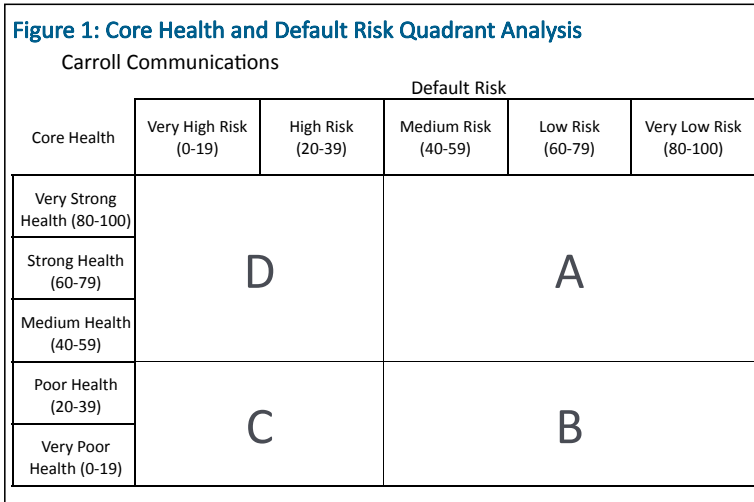 Figure 1: Core Health and Default Risk Quadrant Analysis
Carroll Communications
Default Risk
Core Health
Very High Risk
(0-19)
High Risk
(20-39)
Medium Risk
(40-59)
Low Risk
(60-79)
Very Low Risk
(80-100)
Very Strong
Health (80-100)
Strong Health
(60-79)
Medium Health
(40-59)
D
A
Poor Health
(20-39)
Very Poor
Health (0-19)
C
B